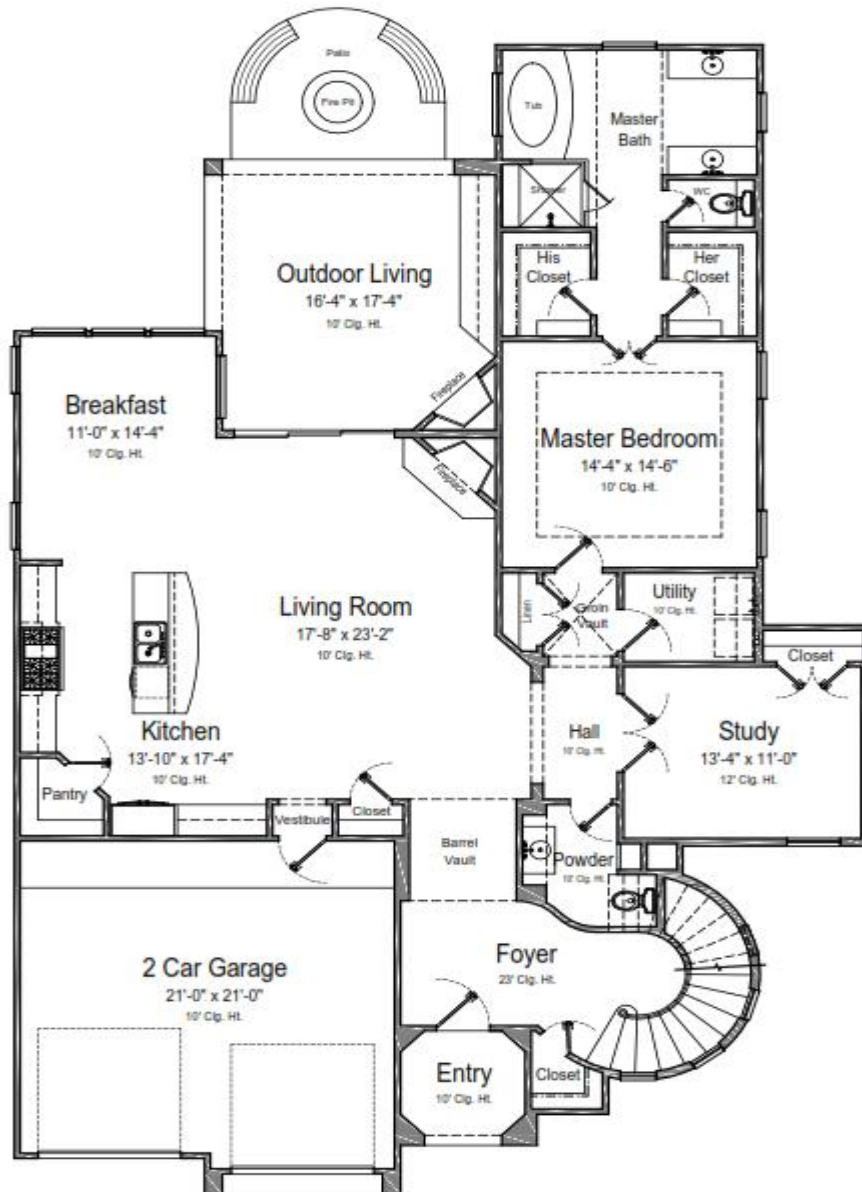 Patio
Fire Pit
Tub
Master
Bath
Shower
WC
His
Closet
Her
Closet
Outdoor Living
16'-4" x 17'-4"
10' Clg. Ht.
Fireplace
Breakfast
11'-0" x 14'-4"
10' Clg. Ht.
Master Bedroom
14'-4" x 14'-6"
10' Clg. Ht.
Fireplace
Living Room
17'-8" x 23'-2"
10' Clg. Ht.
Linen
Groin
Vault
Utility
10' Clg. Ht.
Closet
Kitchen
13'-10" x 17'-4"
10' Clg. Ht.
Hall
10' Clg. Ht.
Study
13'-4" x 11'-0"
12' Clg. Ht.
Pantry
Vestibule
Closet
Barrel
Vault
Powder
10' Clg. Ht.
2 Car Garage
21'-0" x 21'-0"
10' Clg. Ht.
Foyer
23' Clg. Ht.
Entry
10' Clg. Ht.
Closet